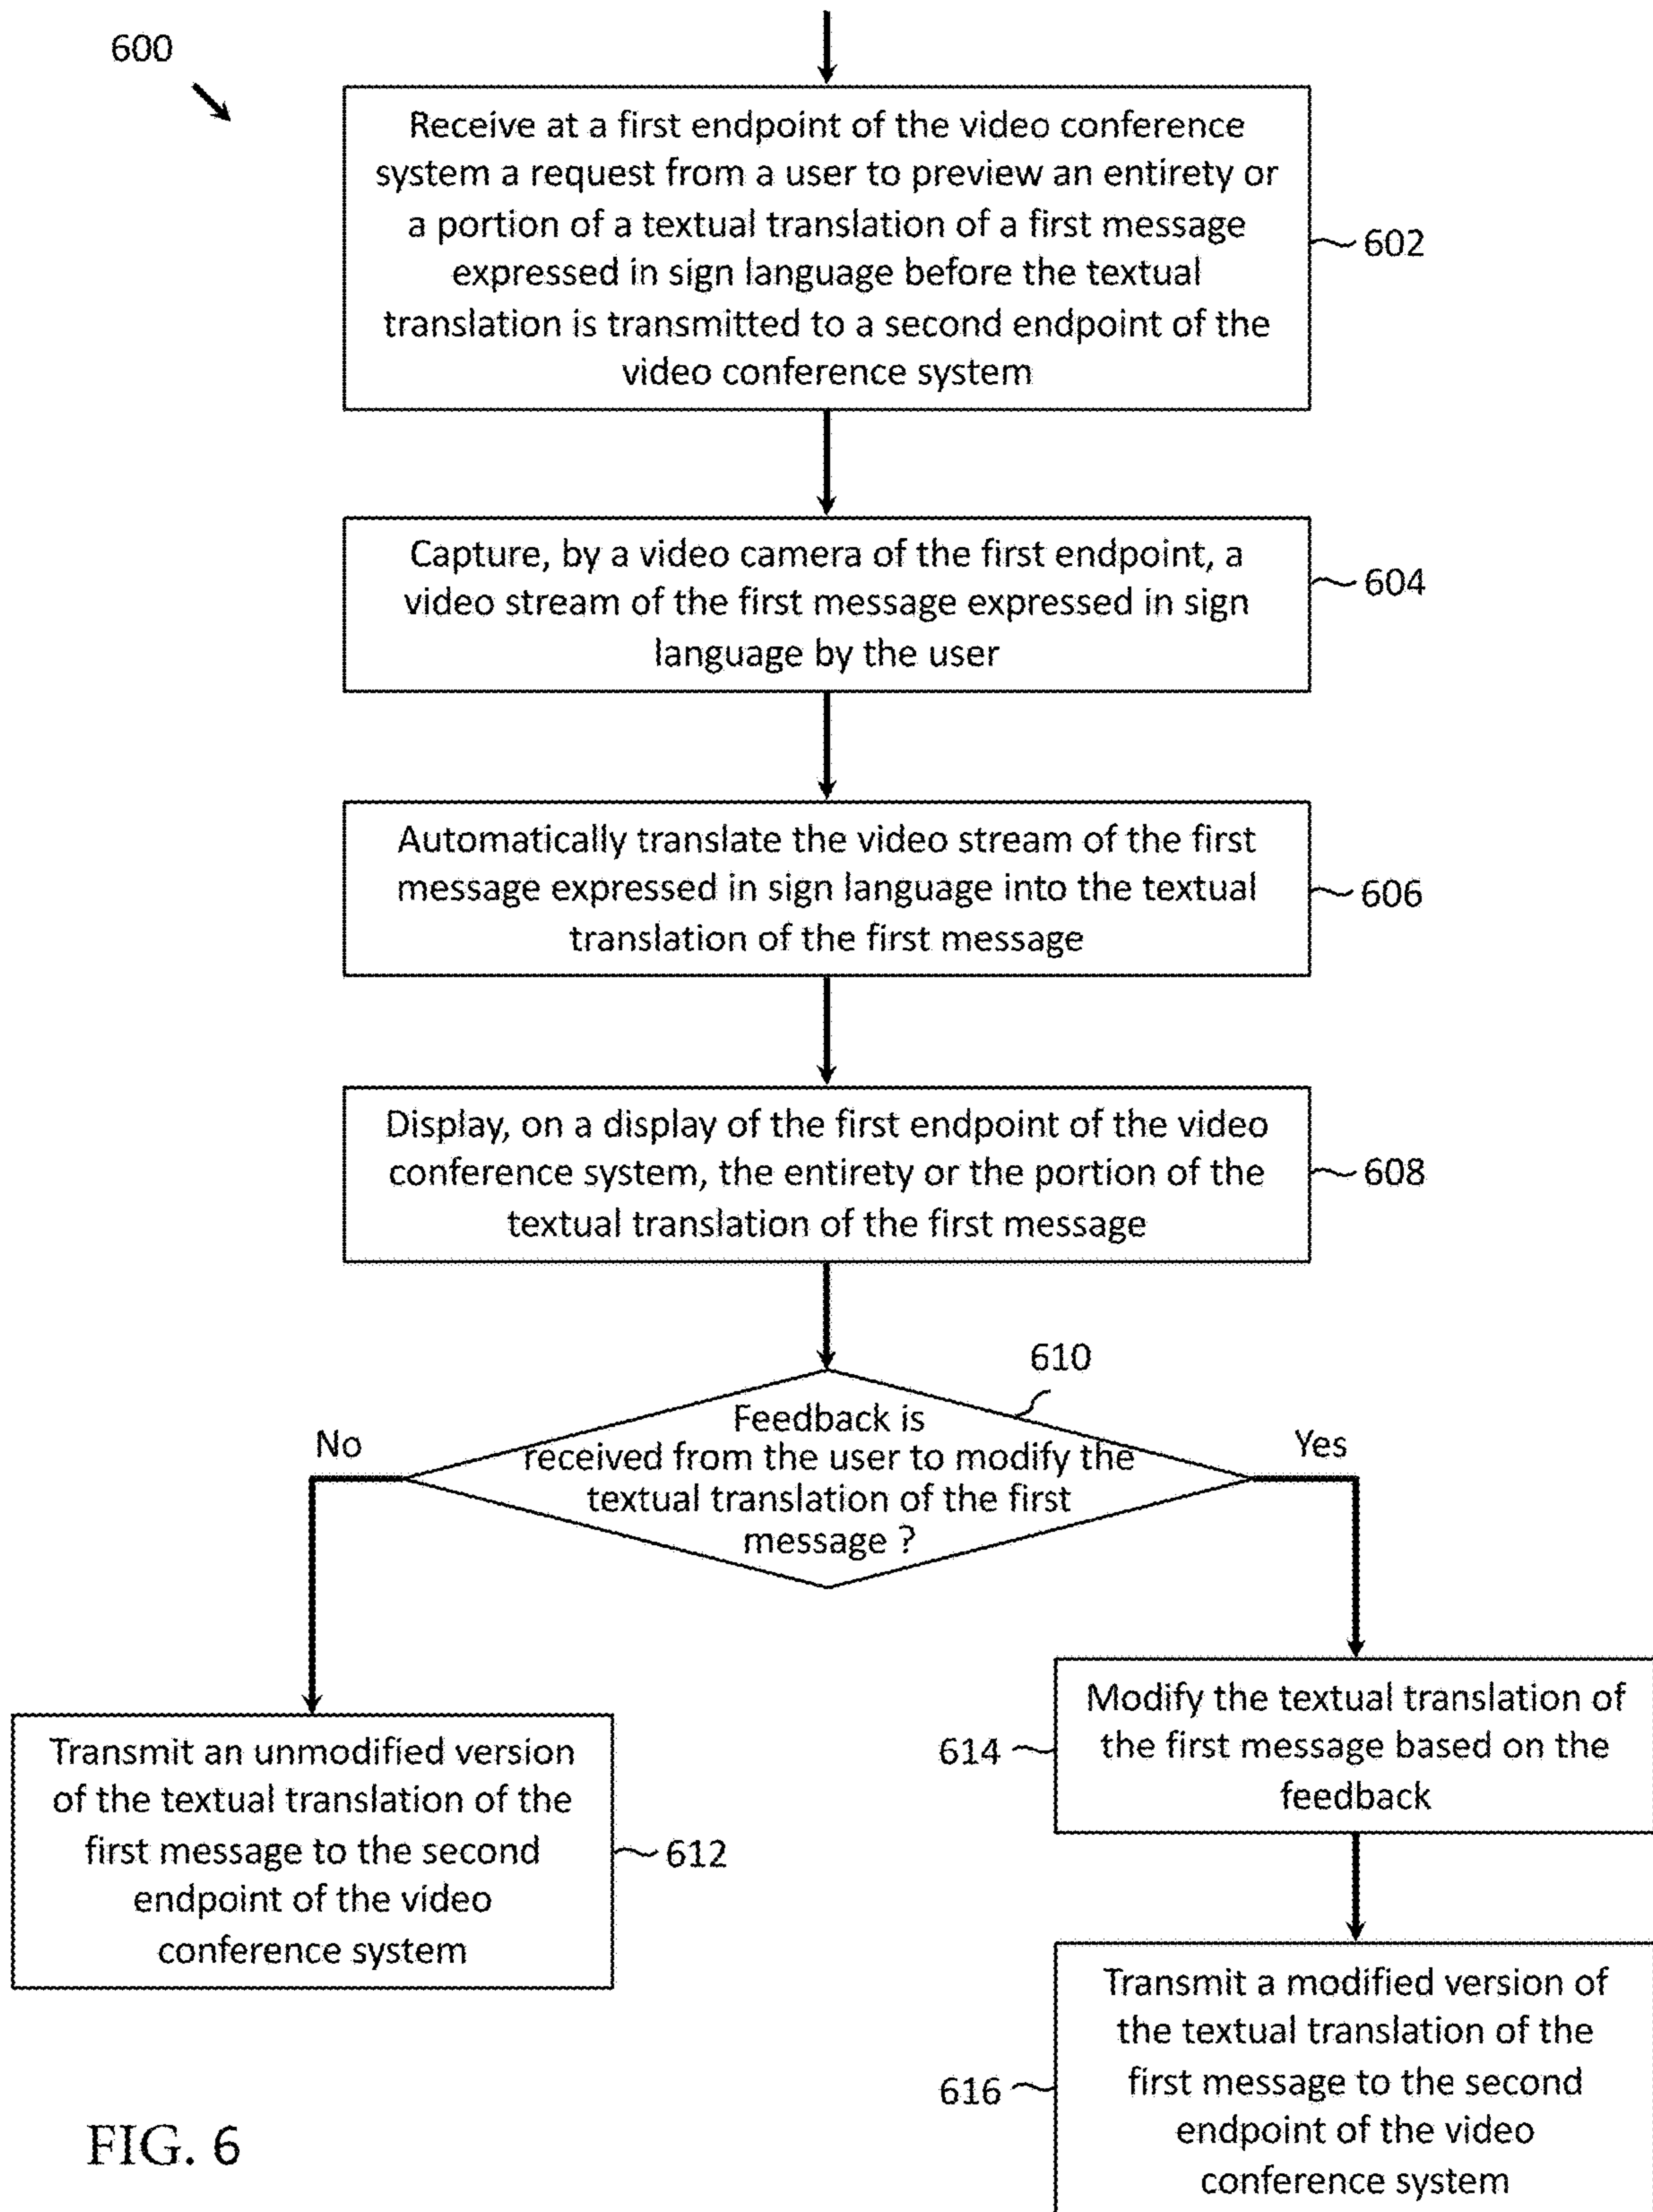 600
Receive at a first endpoint of the video conference
system a request from a user to preview an entirety or
a portion of a textual translation of a first message
expressed in sign language before the textual
translation is transmitted to a second endpoint of the
video conference system
602
Capture, by a video camera of the first endpoint, a
video stream of the first message expressed in sign
language by the user
604
Automatically translate the video stream of the first
message expressed in sign language into the textual
translation of the first message
606
Display, on a display of the first endpoint of the video
conference system, the entirety or the portion of the
textual translation of the first message
608
610
Feedback is
received from the user to modify the
textual translation of the first
message ?
No
Yes
Transmit an unmodified version
of the textual translation of the
first message to the second
endpoint of the video
conference system
612
Modify the textual translation of
the first message based on the
feedback
614
Transmit a modified version of
the textual translation of the
first message to the second
endpoint of the video
conference system
616
FIG. 6